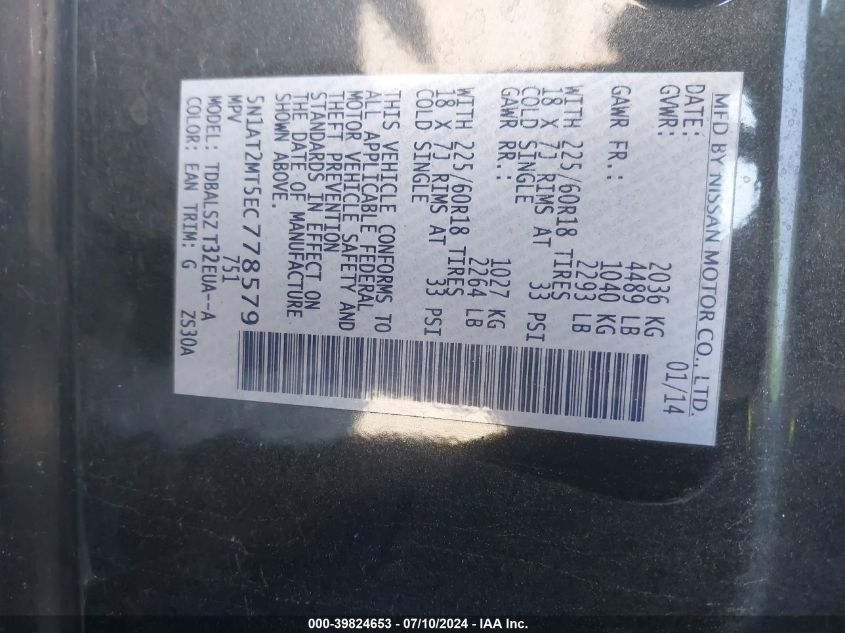 MFD BY NISSAN MOTOR CO., LTD.
DATE: 01/14
GVWR: 2036 KG
4489 LB
GAWR FR.: 1040 KG
2293 LB
WITH 225/60R18 TIRES
18 X 7J RIMS AT 33 PSI
COLD SINGLE
GAWR RR.: 1027 KG
2264 LB
WITH 225/60R18 TIRES
18 X 7J RIMS AT 33 PSI
COLD SINGLE
THIS VEHICLE CONFORMS TO
ALL APPLICABLE FEDERAL
MOTOR VEHICLE SAFETY AND
THEFT PREVENTION
STANDARDS IN EFFECT ON
THE DATE OF MANUFACTURE
SHOWN ABOVE.
5N1AT2MT5EC778579
MPV 751
MODEL: TDBALSZ T32EUA--A
COLOR: EAN TRIM: G ZS30A
000-39824653 - 07/10/2024 - IAA Inc.